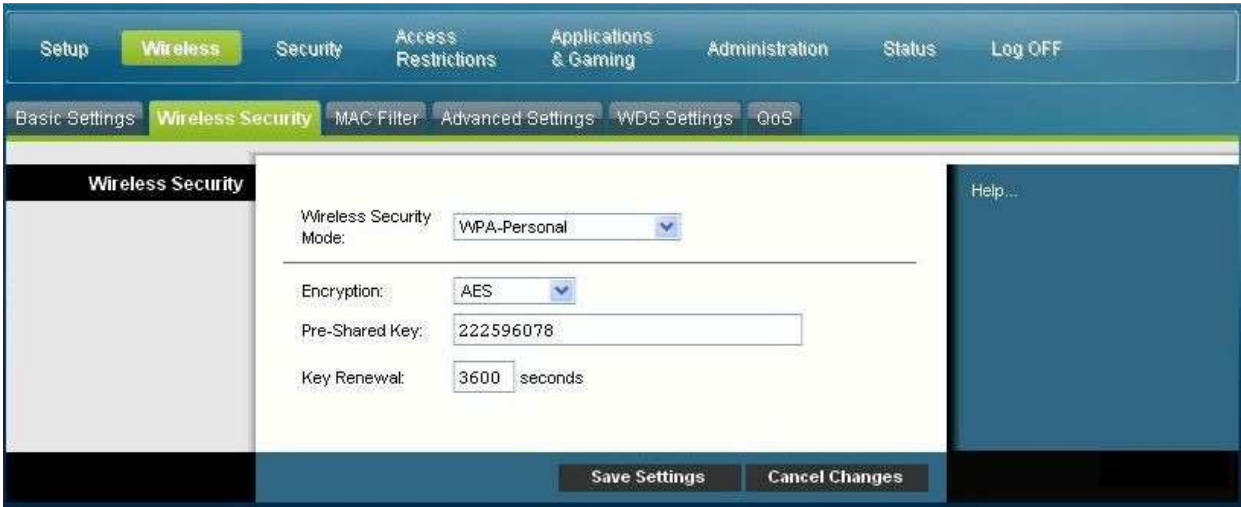 Setup Wireless Security Access Restrictions Applications & Gaming Administration Status Log OFF
Basic Settings Wireless Security MAC Filter Advanced Settings WDS Settings QoS
Wireless Security
Help...
Wireless Security
Mode:
WPA-Personal
Encryption: AES
Pre-Shared Key: 222596078
Key Renewal: 3600 seconds
Save Settings Cancel Changes